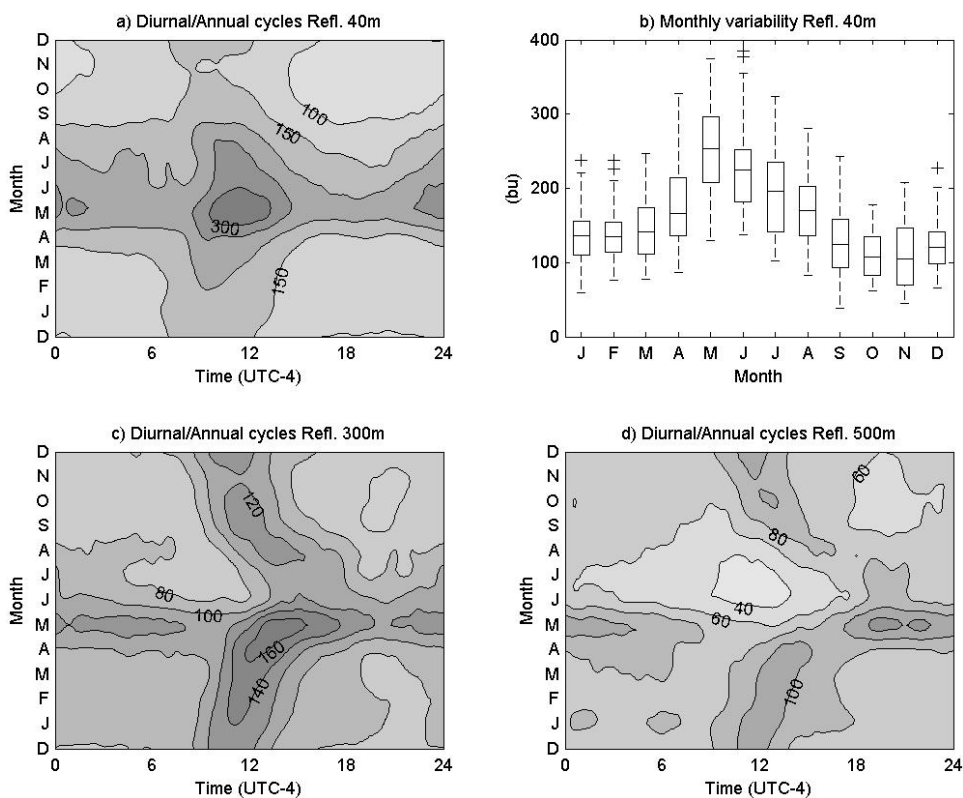 a) Diurnal/Annual cycles Refl. 40m
D
N
O
S
A
J
J
M
A
M
F
J
D
Month
100
150
300
150
0 6 12 18 24
Time (UTC-4)
b) Monthly variability Refl. 40m
400
300
200
100
0
(bu)
J F M A M J J A S O N D
Month
c) Diurnal/Annual cycles Refl. 300m
D
N
O
S
A
J
J
M
A
M
F
J
D
Month
120
80
100
160
140
0 6 12 18 24
Time (UTC-4)
d) Diurnal/Annual cycles Refl. 500m
D
N
O
S
A
J
J
M
A
M
F
J
D
Month
60
80
40
60
100
0 6 12 18 24
Time (UTC-4)